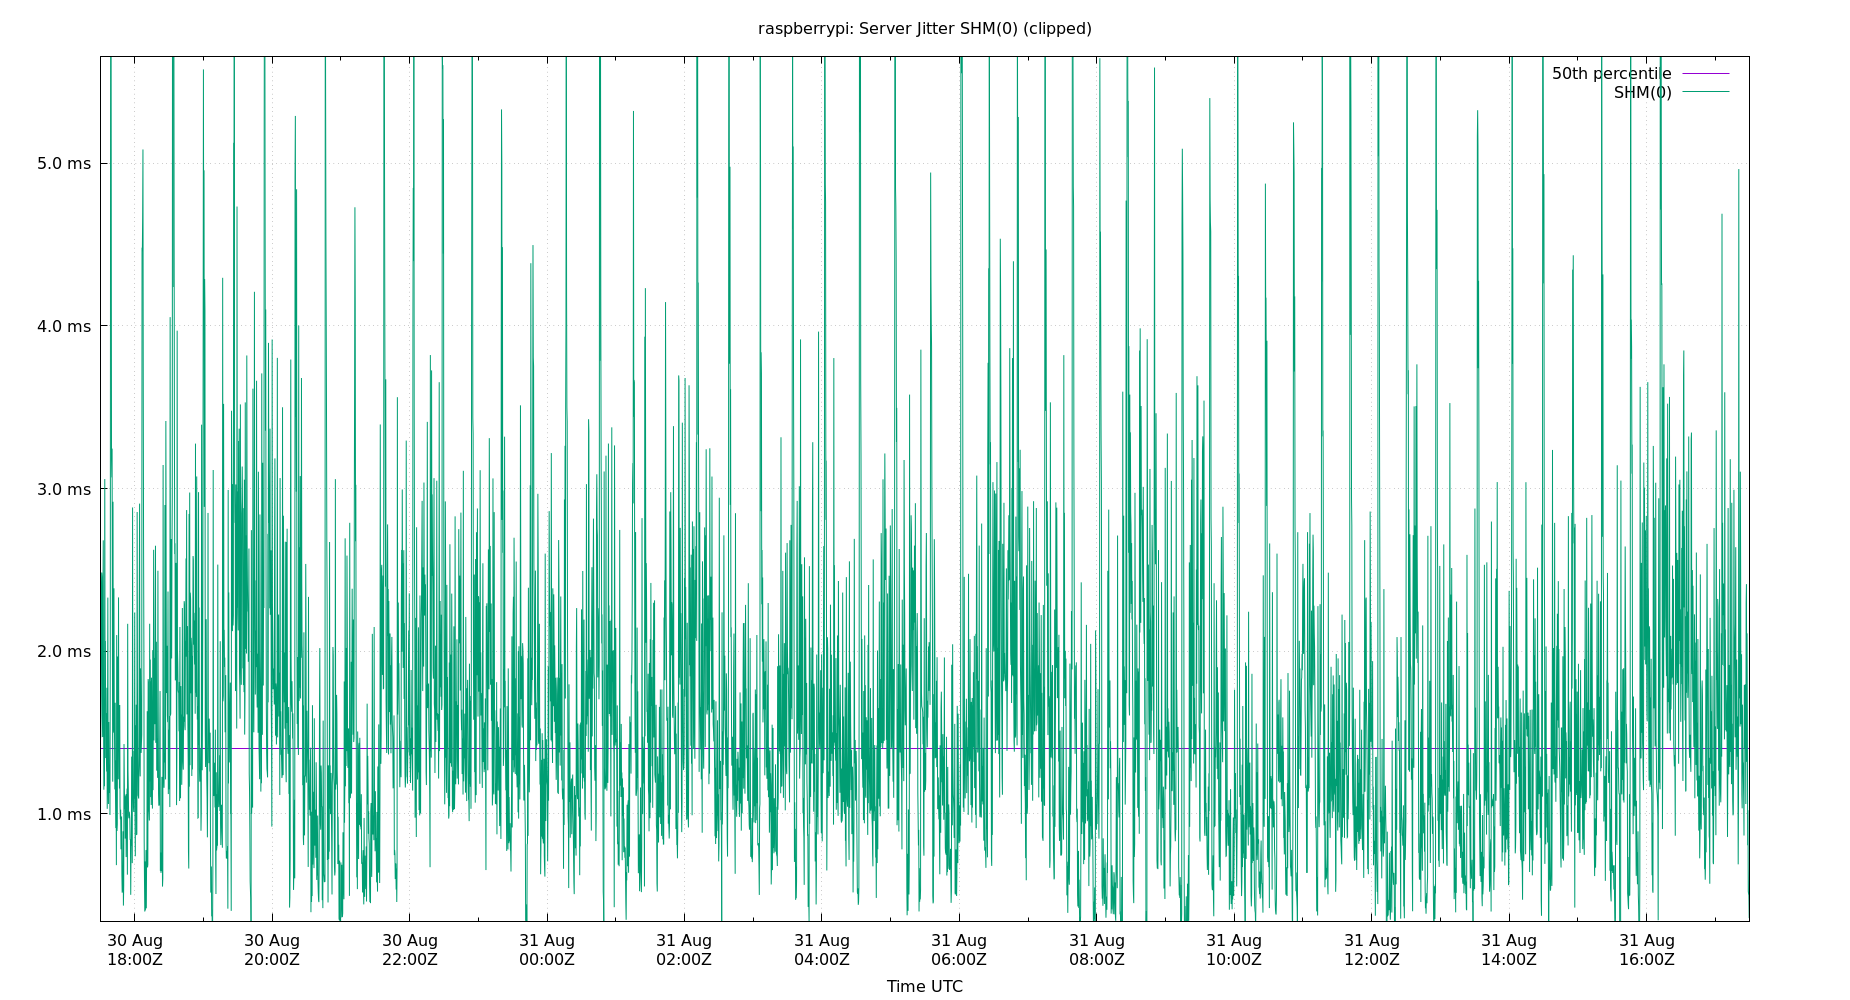 raspberrypi: Server Jitter SHM(0) (clipped)
50th percentile
SHM(0)
5.0 ms
4.0 ms
3.0 ms
2.0 ms
1.0 ms
30 Aug 30 Aug 30 Aug 31 Aug 31 Aug 31 Aug 31 Aug 31 Aug 31 Aug 31 Aug 31 Aug 31 Aug
18:00Z 20:00Z 22:00Z 00:00Z 02:00Z 04:00Z 06:00Z 08:00Z 10:00Z 12:00Z 14:00Z 16:00Z
Time UTC